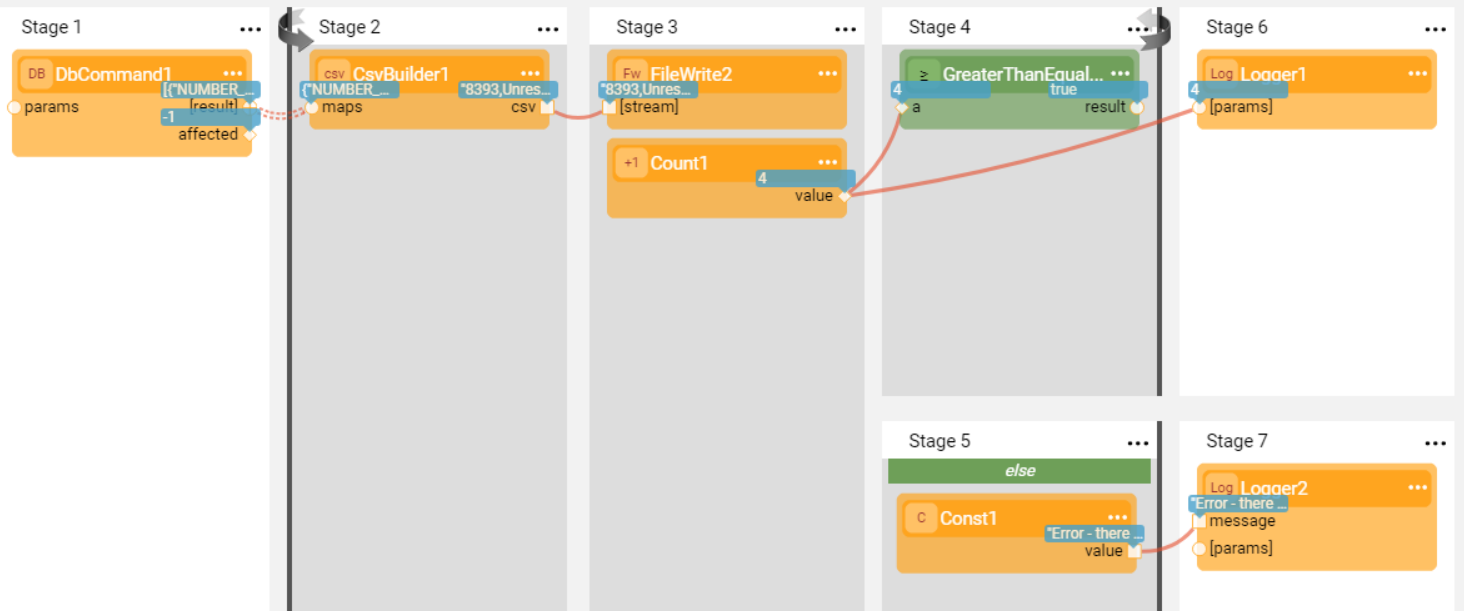 Stage 1
DB DbCommand1
[{"NUMBER_...
params
[result]
-1
affected
Stage 2
csv CsvBuilder1
{"NUMBER_...
"8393,Unres...
maps
csv
Stage 3
Fw FileWrite2
"8393,Unres...
[stream]
+1 Count1
4
value
Stage 4
≥ GreaterThanEqual...
4
true
a
result
Stage 6
Log Logger1
4
[params]
Stage 5
else
C Const1
"Error - there ...
value
Stage 7
Log Logger2
"Error - there ...
message
[params]